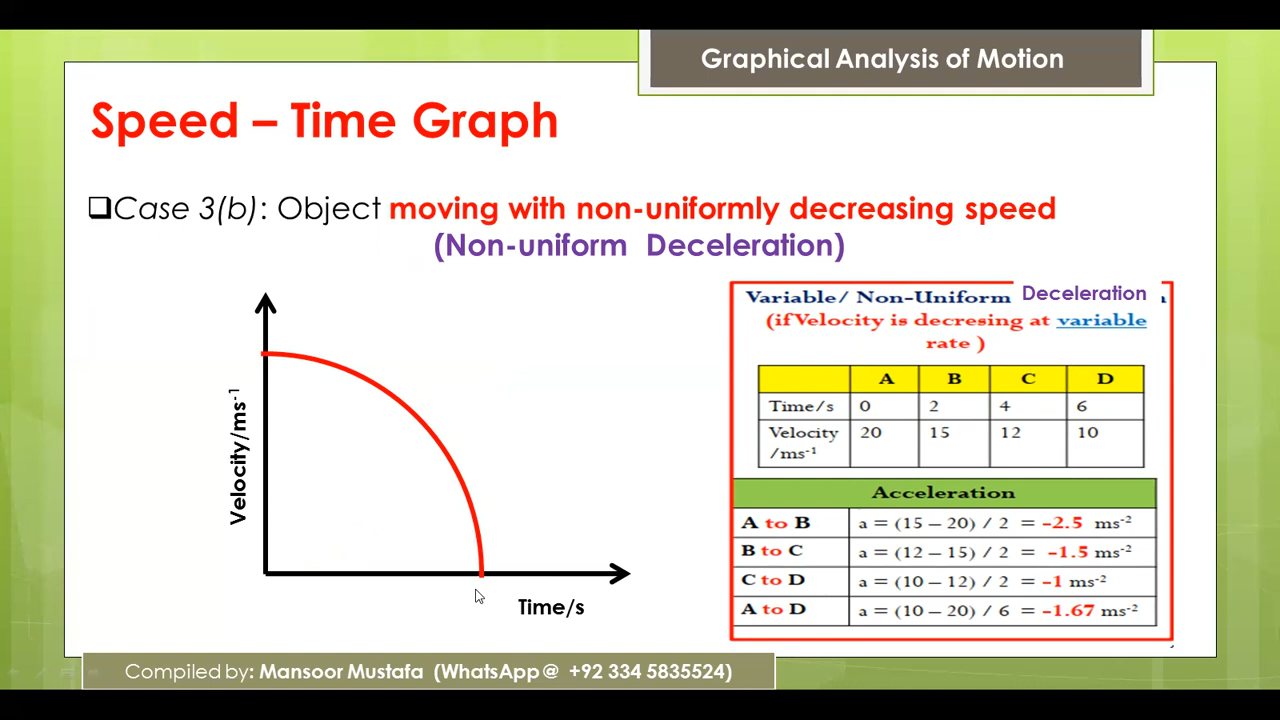 Graphical Analysis of Motion
Speed – Time Graph
❑Case 3(b): Object moving with non-uniformly decreasing speed
(Non-uniform Deceleration)
Velocity/ms-1
Time/s
Variable/ Non-Uniform Deceleration
(if Velocity is decresing at variable
rate )
A B C D
Time/s 0 2 4 6
Velocity /ms-1 20 15 12 10
Acceleration
A to B a = (15 – 20) / 2 = –2.5 ms-2
B to C a = (12 – 15) / 2 = –1.5 ms-2
C to D a = (10 – 12) / 2 = –1 ms-2
A to D a = (10 – 20) / 6 = –1.67 ms-2
Compiled by: Mansoor Mustafa (WhatsApp @ +92 334 5835524)